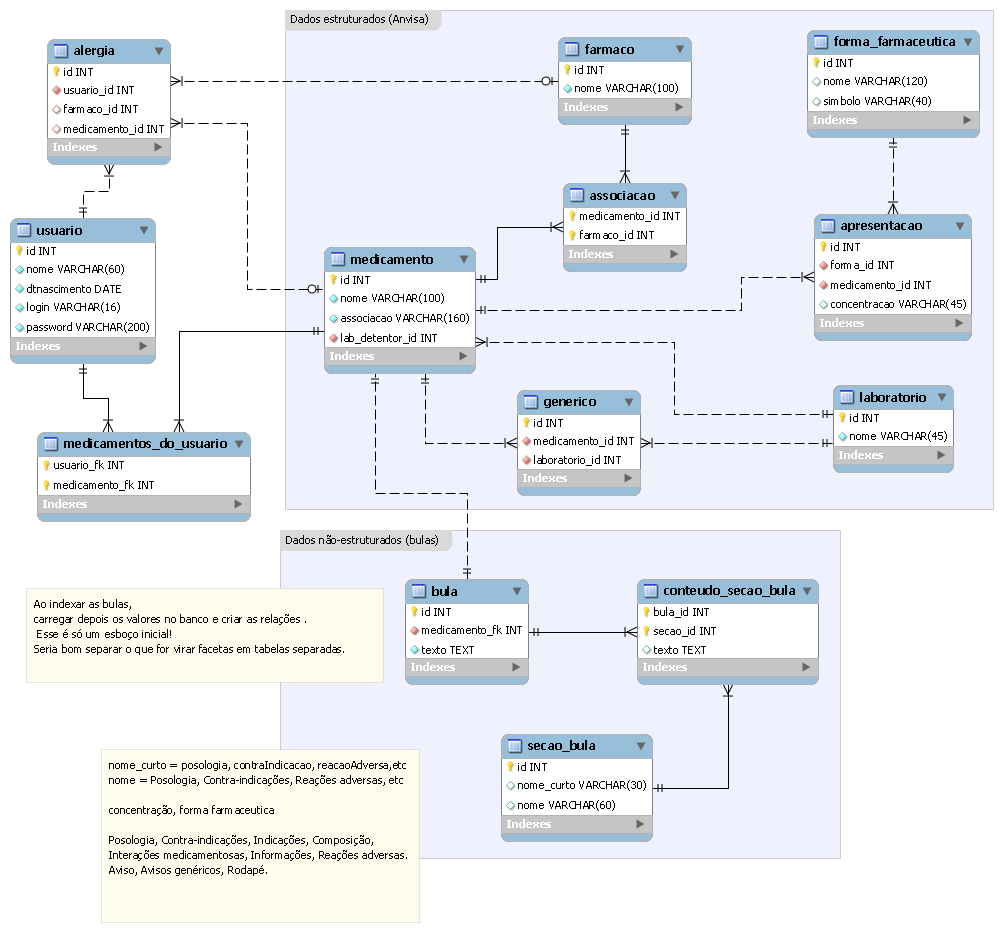 Dados estruturados (Anvisa)
alergia
id INT
usuario_id INT
farmaco_id INT
medicamento_id INT
Indexes
farmaco
id INT
nome VARCHAR(100)
Indexes
forma_farmaceutica
id INT
nome VARCHAR(120)
simbolo VARCHAR(40)
Indexes
associacao
medicamento_id INT
farmaco_id INT
Indexes
usuario
id INT
nome VARCHAR(60)
dtnascimento DATE
login VARCHAR(16)
password VARCHAR(200)
Indexes
medicamento
id INT
nome VARCHAR(100)
associacao VARCHAR(160)
lab_detentor_id INT
Indexes
apresentacao
id INT
forma_id INT
medicamento_id INT
concentracao VARCHAR(45)
Indexes
generico
id INT
medicamento_id INT
laboratorio_id INT
Indexes
laboratorio
id INT
nome VARCHAR(45)
Indexes
medicamentos_do_usuario
usuario_fk INT
medicamento_fk INT
Indexes
Dados não-estruturados (bulas)
bula
id INT
medicamento_fk INT
texto TEXT
Indexes
conteudo_secao_bula
bula_id INT
secao_id INT
texto TEXT
Indexes
Ao indexar as bulas,
carregar depois os valores no banco e criar as relações .
Esse é só um esboço inicial!
Seria bom separar o que for virar facetas em tabelas separadas.
secao_bula
id INT
nome_curto VARCHAR(30)
nome VARCHAR(60)
Indexes
nome_curto = posologia, contraIndicacao, reacaoAdversa,etc
nome = Posologia, Contra-indicações, Reações adversas, etc
concentração, forma farmaceutica
Posologia, Contra-indicações, Indicações, Composição,
Interações medicamentosas, Informações, Reações adversas.
Aviso, Avisos genéricos, Rodapé.